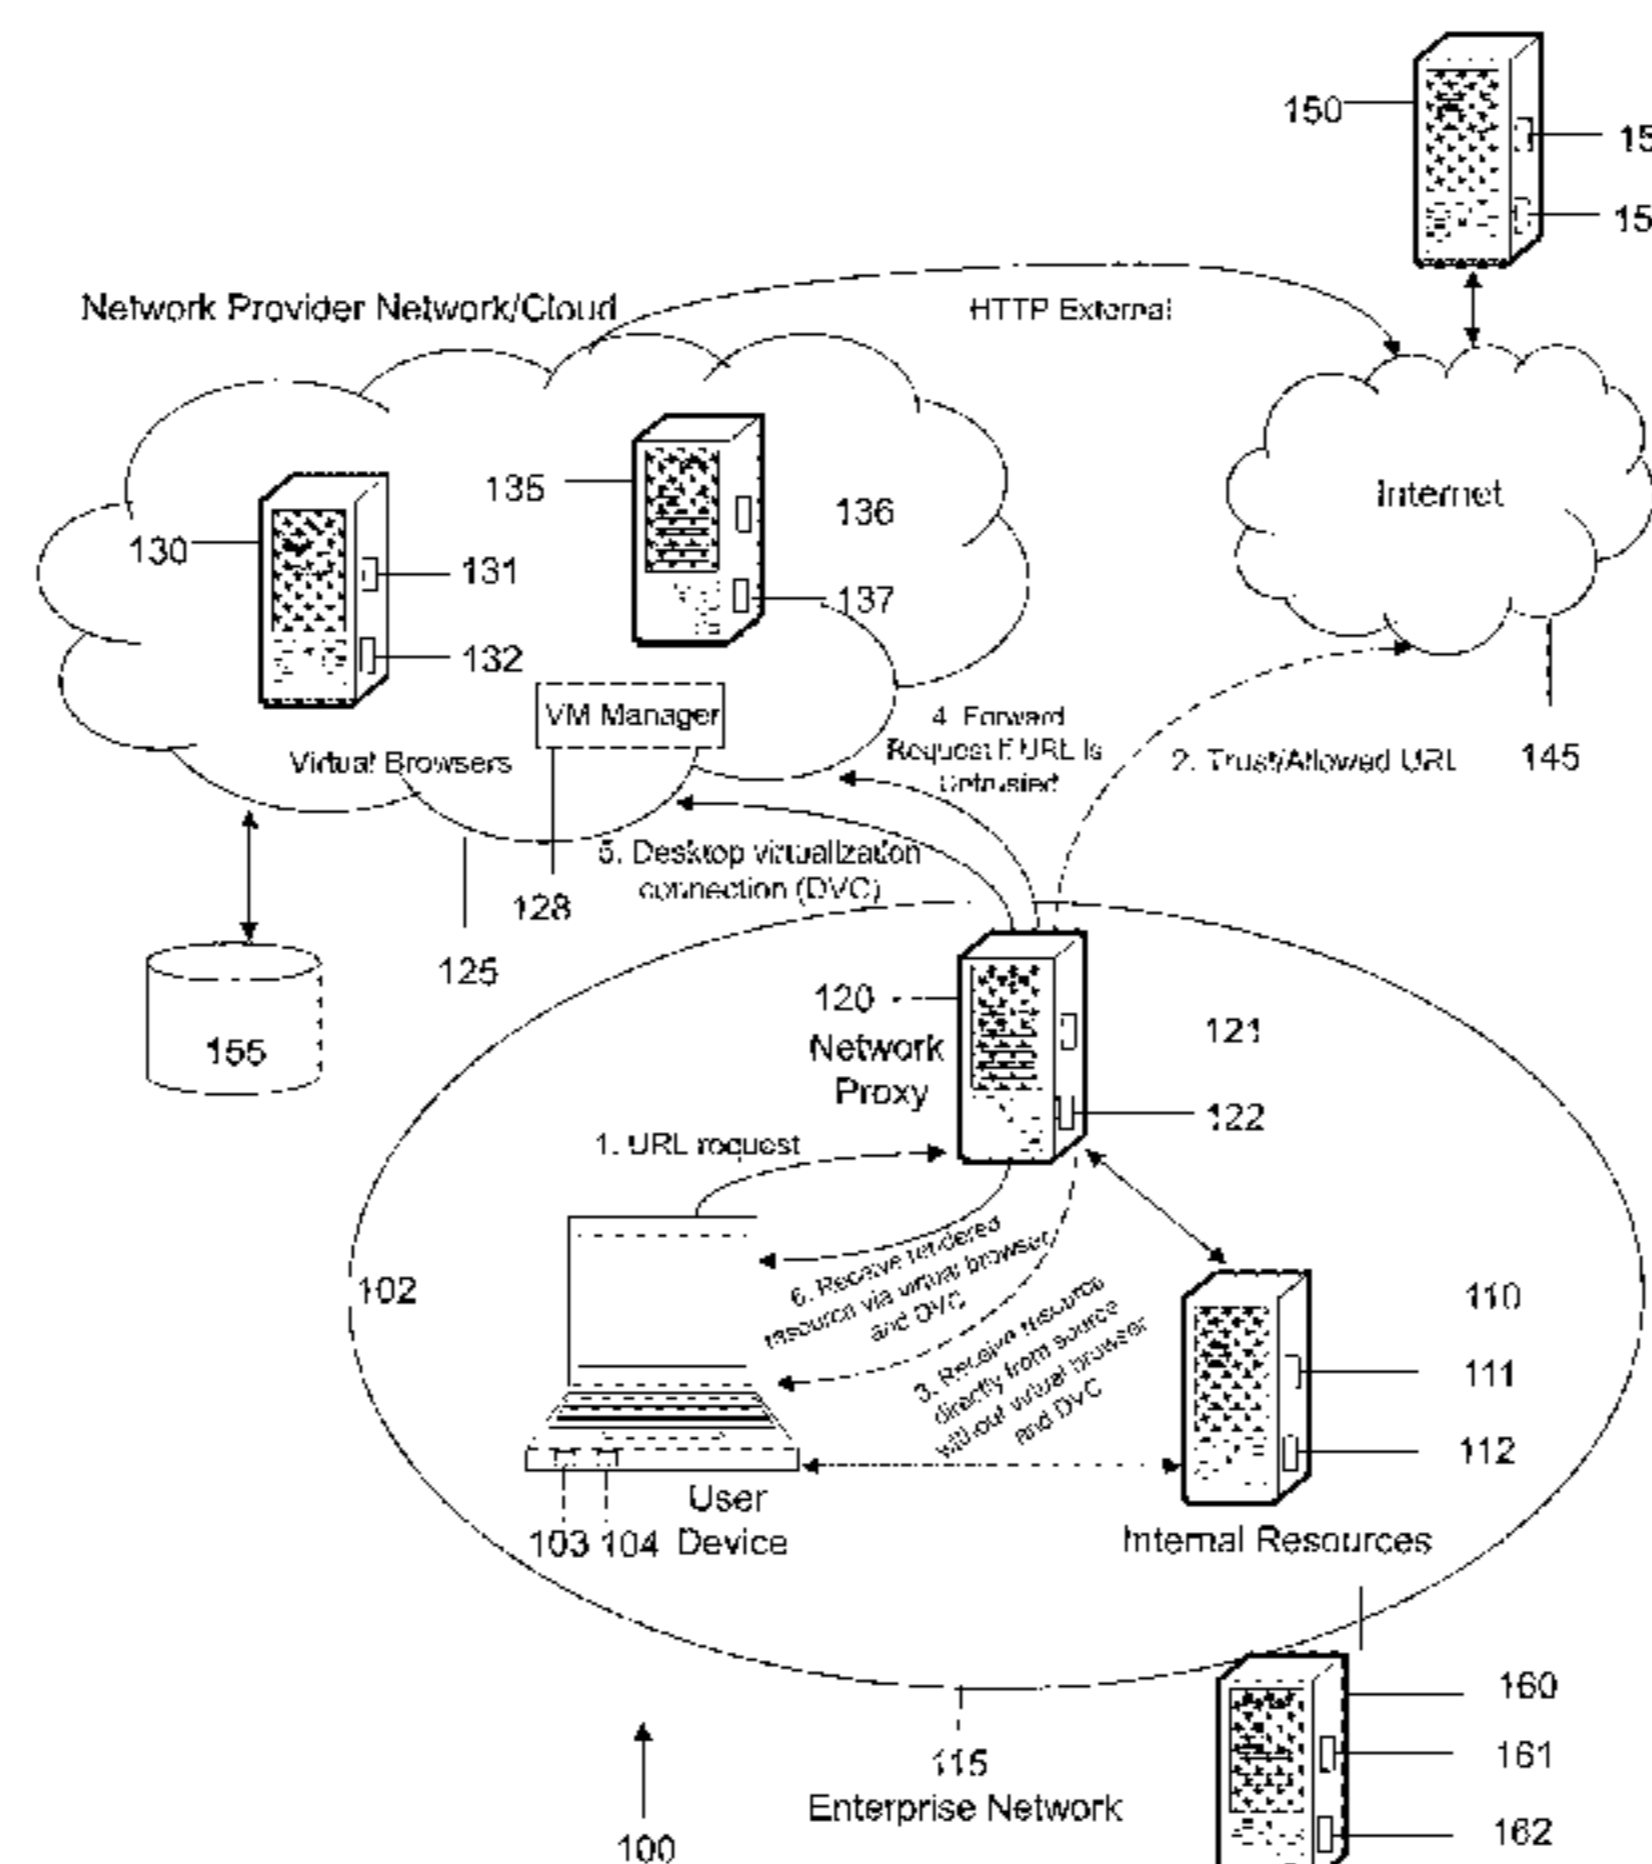 150
15
15
Network Provider Network/Cloud
HTTP External
135
136
Internet
130
131
137
132
VM Manager
4. Forward
Request if URL Is
Untrusted
Virtual Browsers
2. Trust/Allowed URL
145
5. Desktop virtualization
connection (DVC)
128
125
155
120
Network
Proxy
121
122
1. URL request
6. Receive rendered
resource via virtual browser
and DVC
102
3. Receive resource
directly from source
without virtual browser
and DVC
110
111
112
User
Device
103 104
Internal Resources
160
115
Enterprise Network
161
100
162